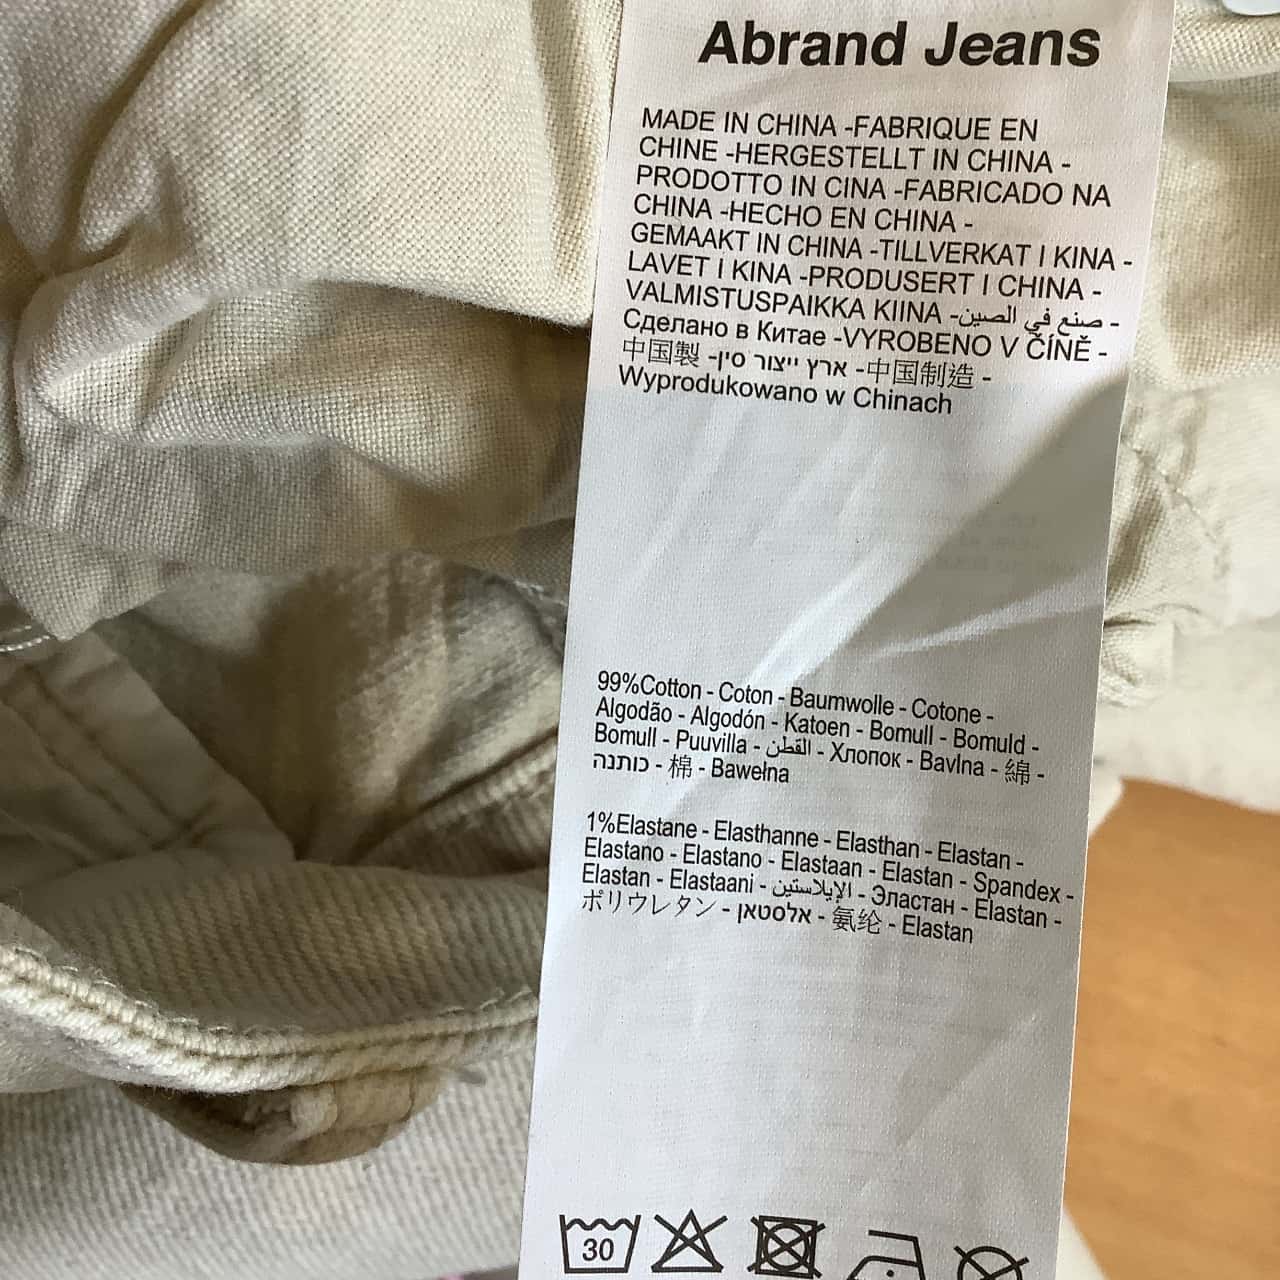 Abrand Jeans
MADE IN CHINA -FABRIQUE EN
CHINE -HERGESTELLT IN CHINA -
PRODOTTO IN CINA -FABRICADO NA
CHINA -HECHO EN CHINA -
GEMAAKT IN CHINA -TILLVERKAT I KINA -
LAVET I KINA -PRODUSERT I CHINA -
VALMISTUSPAIKKA KIINA -صنع في الصين -
Сделано в Китае -VYROBENO V ČÍNĚ -
中国製 -ארץ ייצור סין -中国制造 -
Wyprodukowano w Chinach
99%Cotton - Coton - Baumwolle - Cotone -
Algodão - Algodón - Katoen - Bomull - Bomuld -
Bomull - Puuvilla - القطن - Хлопок - Bavlna - 綿 -
כותנה - 棉 - Bawełna
1%Elastane - Elasthanne - Elasthan - Elastan -
Elastano - Elastano - Elastaan - Elastan - Spandex -
Elastan - Elastaani - الإيلاستين - Эластан - Elastan -
ポリウレタン - אלסטאן - 氨纶 - Elastan
30